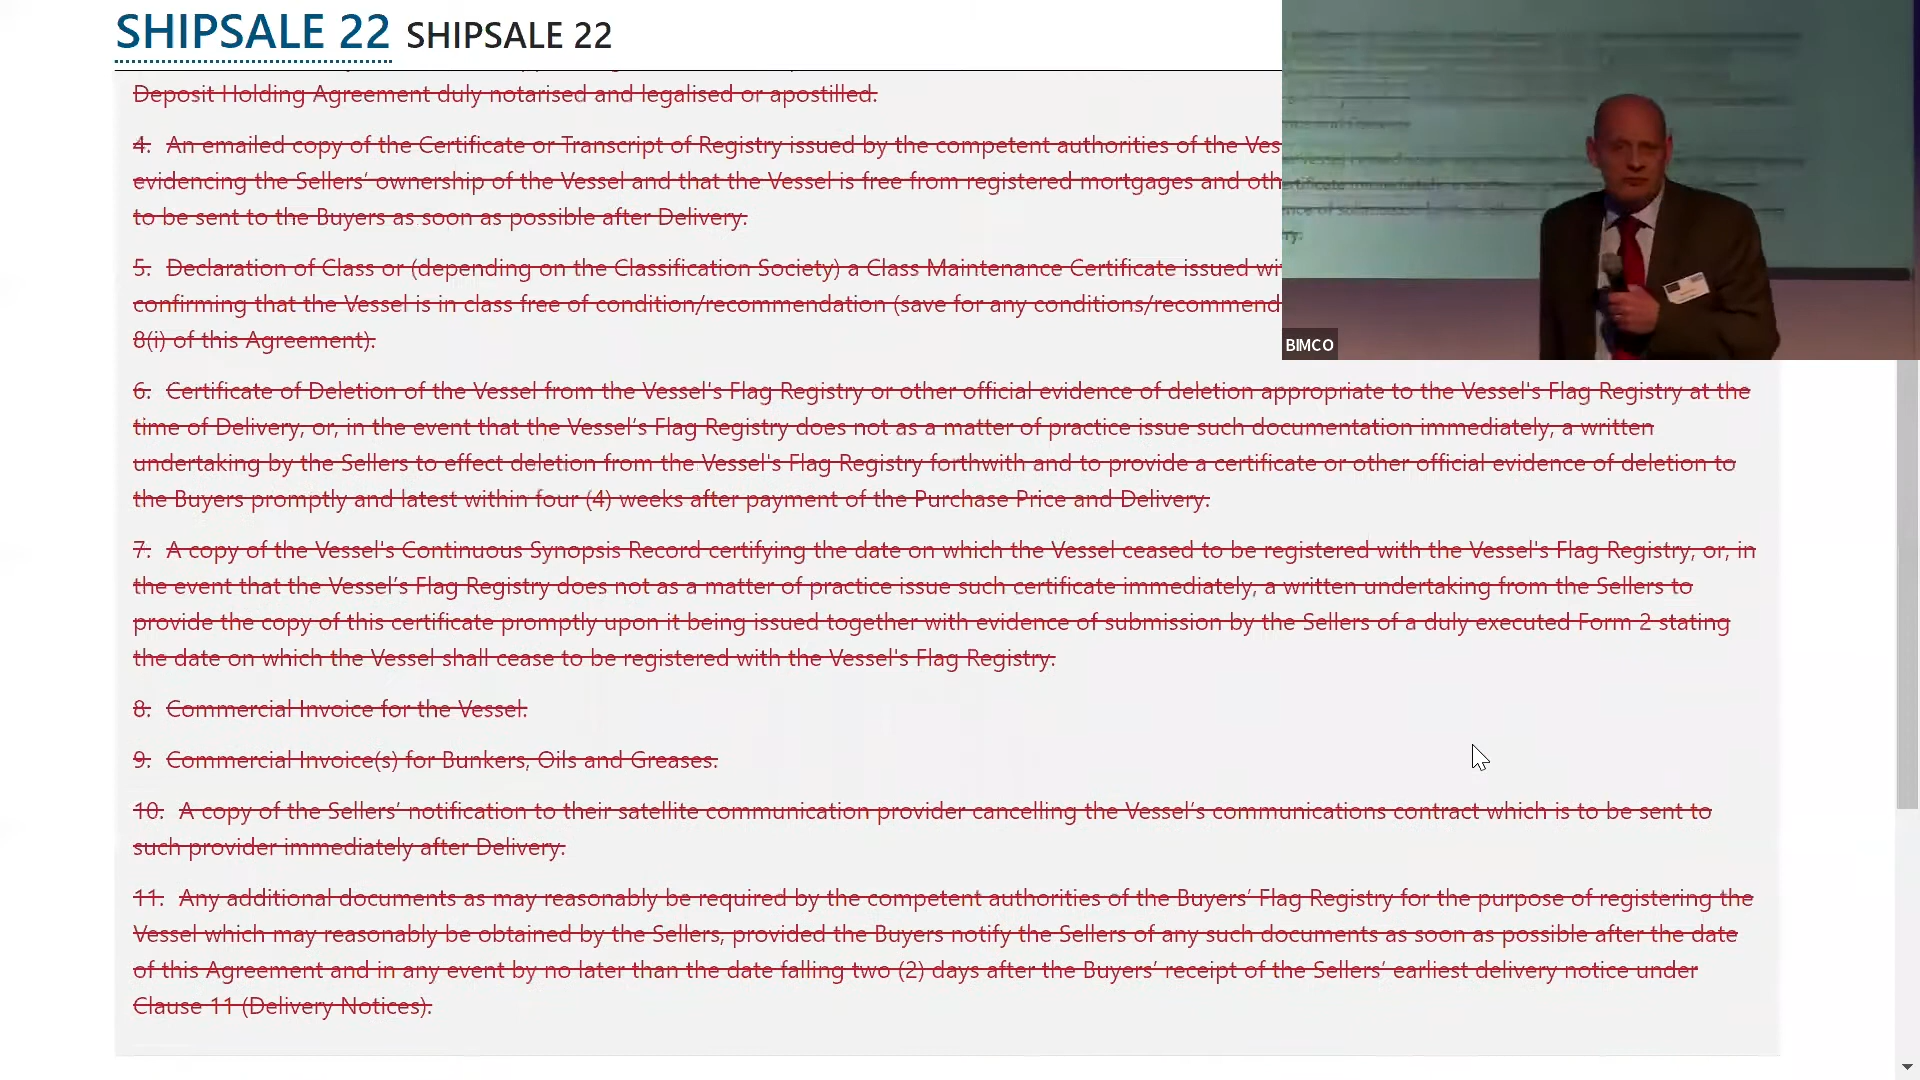 SHIPSALE 22 SHIPSALE 22
Deposit Holding Agreement duly notarised and legalised or apostilled.
4. An emailed copy of the Certificate or Transcript of Registry issued by the competent authorities of the Ves
evidencing the Sellers’ ownership of the Vessel and that the Vessel is free from registered mortgages and oth
to be sent to the Buyers as soon as possible after Delivery.
5. Declaration of Class or (depending on the Classification Society) a Class Maintenance Certificate issued wi
confirming that the Vessel is in class free of condition/recommendation (save for any conditions/recommend
8(i) of this Agreement).
BIMCO
6. Certificate of Deletion of the Vessel from the Vessel's Flag Registry or other official evidence of deletion appropriate to the Vessel's Flag Registry at the
time of Delivery, or, in the event that the Vessel’s Flag Registry does not as a matter of practice issue such documentation immediately, a written
undertaking by the Sellers to effect deletion from the Vessel's Flag Registry forthwith and to provide a certificate or other official evidence of deletion to
the Buyers promptly and latest within four (4) weeks after payment of the Purchase Price and Delivery.
7. A copy of the Vessel's Continuous Synopsis Record certifying the date on which the Vessel ceased to be registered with the Vessel's Flag Registry, or, in
the event that the Vessel’s Flag Registry does not as a matter of practice issue such certificate immediately, a written undertaking from the Sellers to
provide the copy of this certificate promptly upon it being issued together with evidence of submission by the Sellers of a duly executed Form 2 stating
the date on which the Vessel shall cease to be registered with the Vessel's Flag Registry.
8. Commercial Invoice for the Vessel.
9. Commercial Invoice(s) for Bunkers, Oils and Greases.
10. A copy of the Sellers’ notification to their satellite communication provider cancelling the Vessel’s communications contract which is to be sent to
such provider immediately after Delivery.
11. Any additional documents as may reasonably be required by the competent authorities of the Buyers’ Flag Registry for the purpose of registering the
Vessel which may reasonably be obtained by the Sellers, provided the Buyers notify the Sellers of any such documents as soon as possible after the date
of this Agreement and in any event by no later than the date falling two (2) days after the Buyers’ receipt of the Sellers’ earliest delivery notice under
Clause 11 (Delivery Notices).